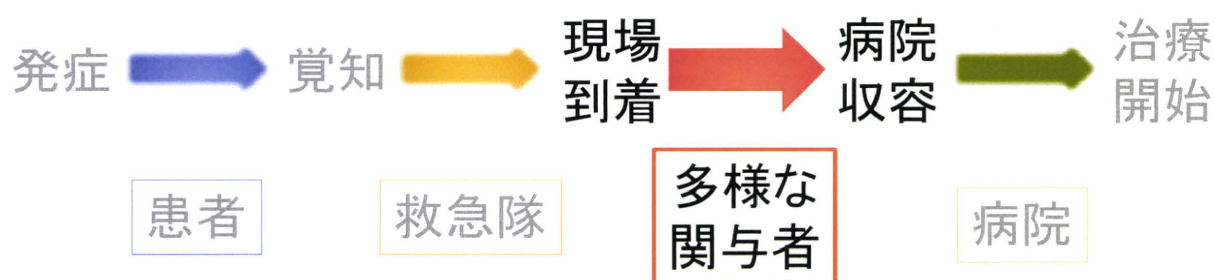 発症
覚知
現場
到着
病院
収容
治療
開始
患者
救急隊
多様な
関与者
病院